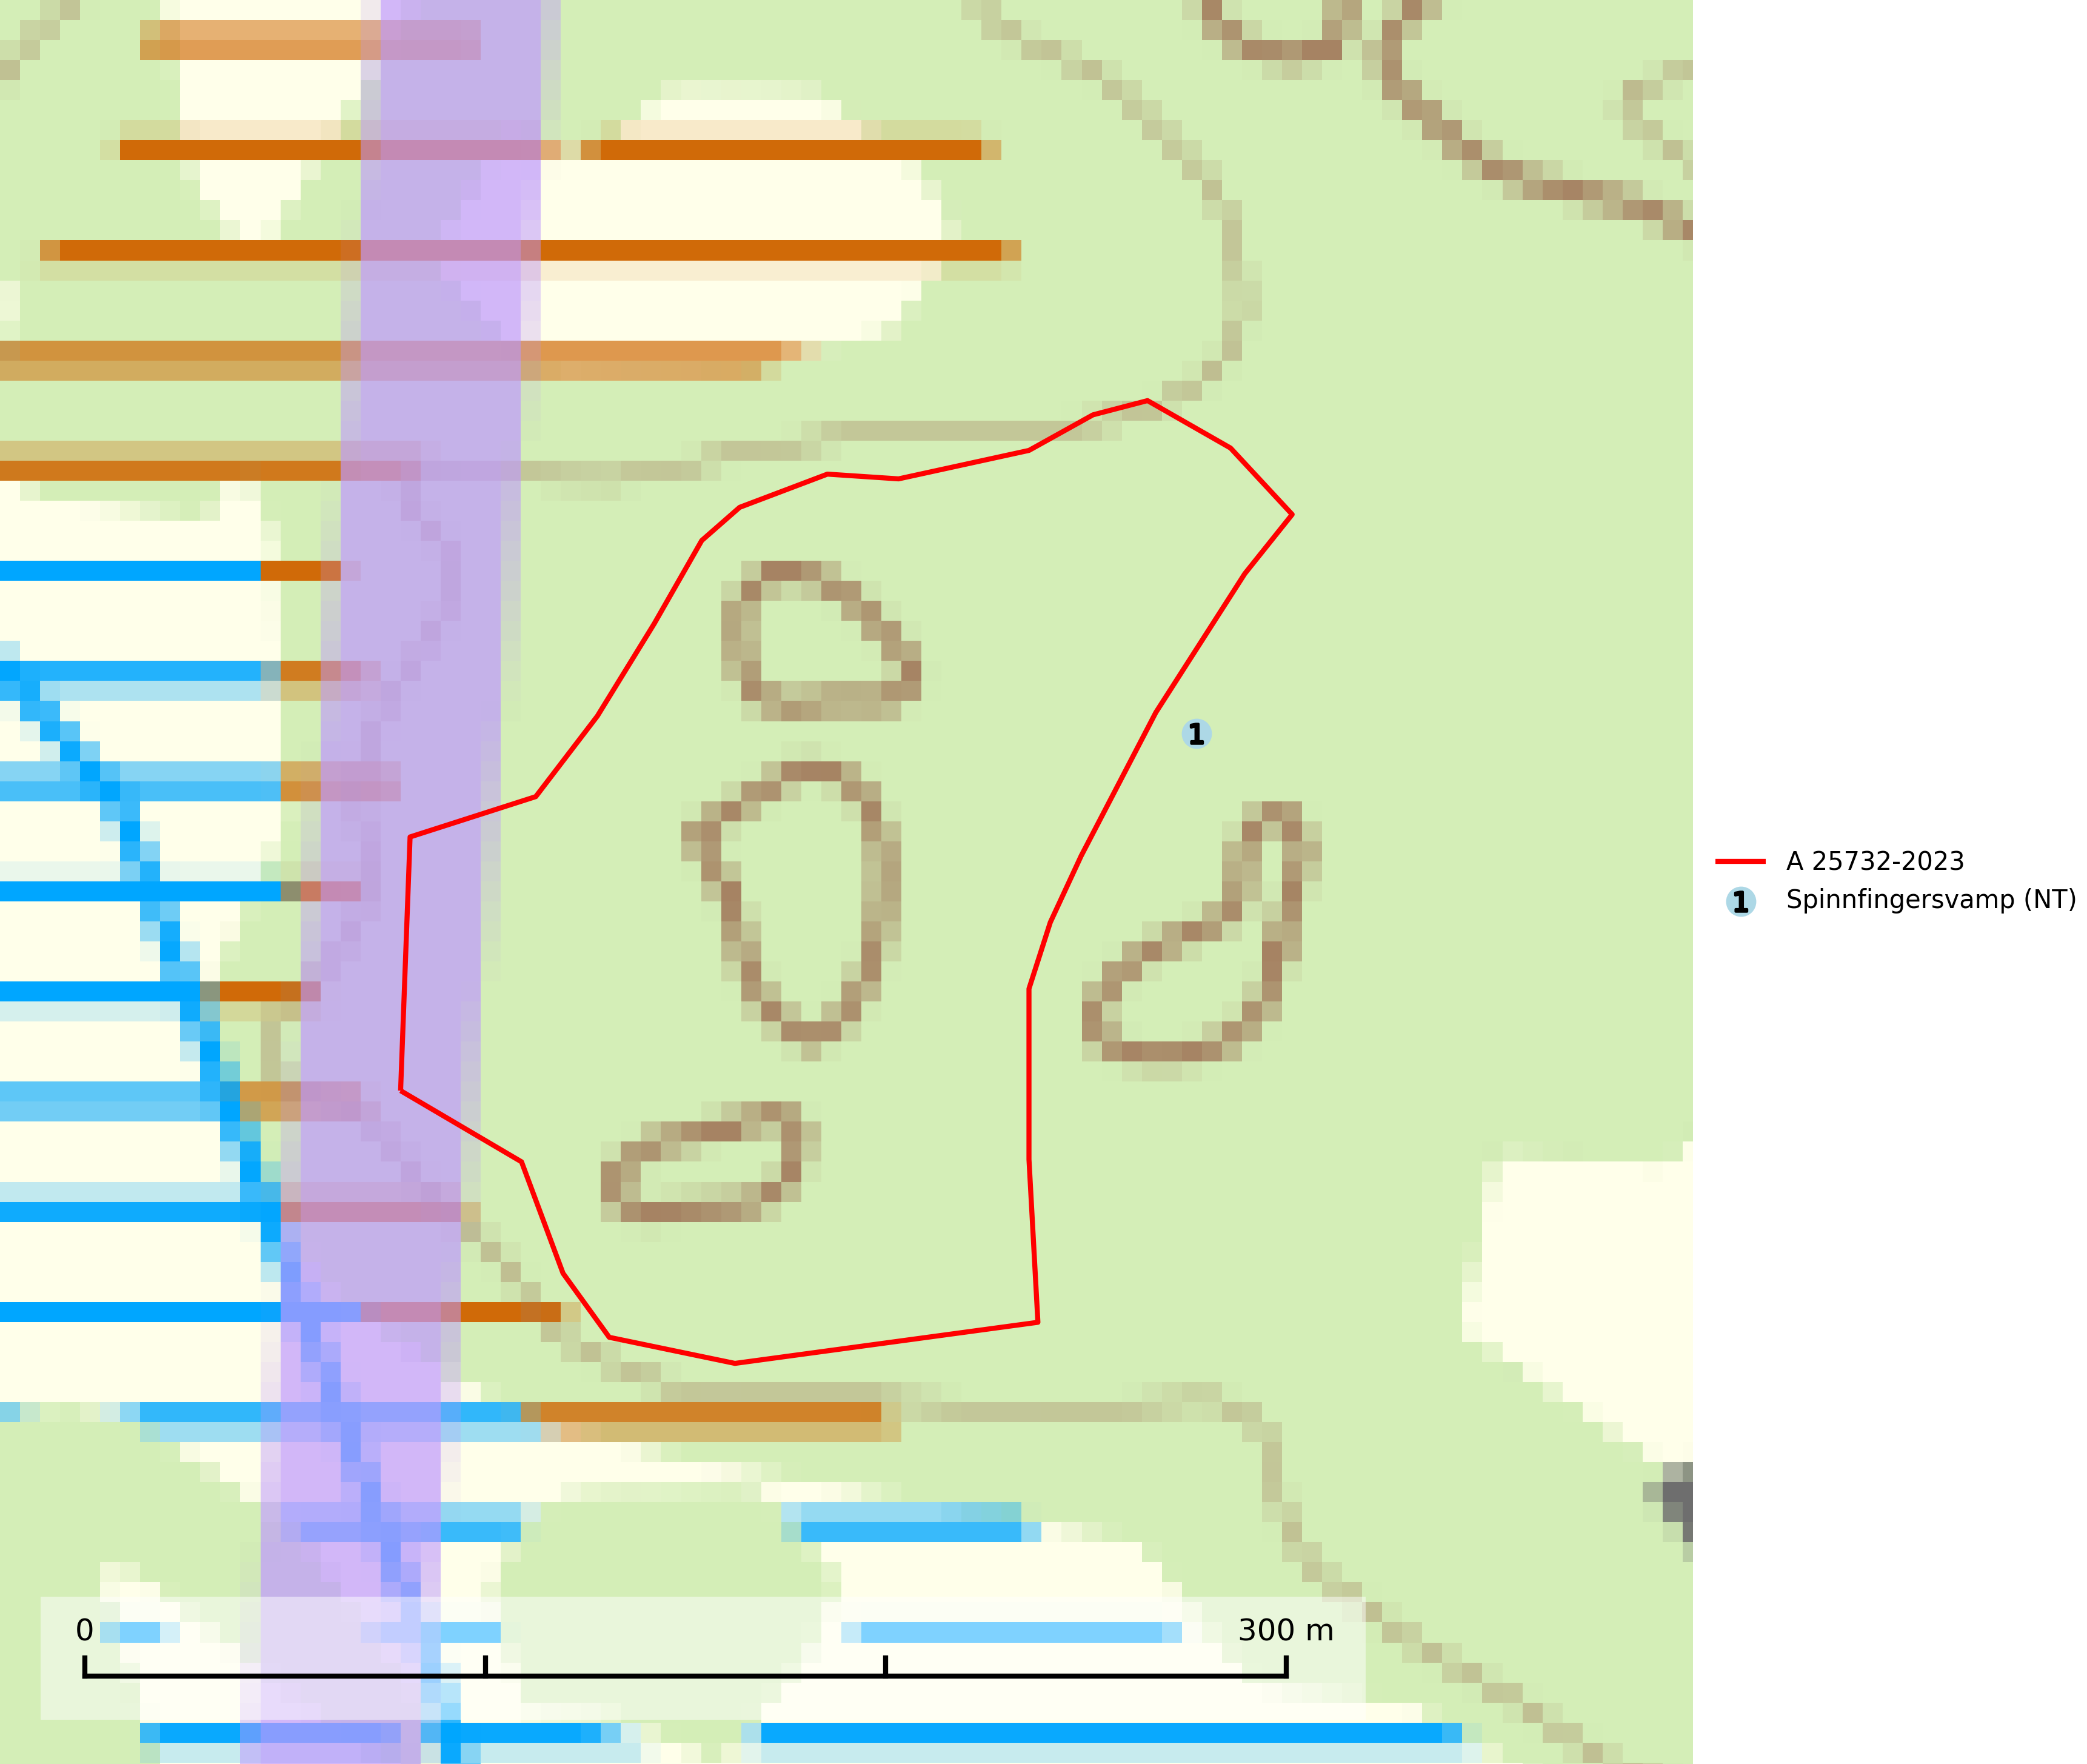 1
A 25732-2023
1 Spinnfingersvamp (NT)
0 300 m